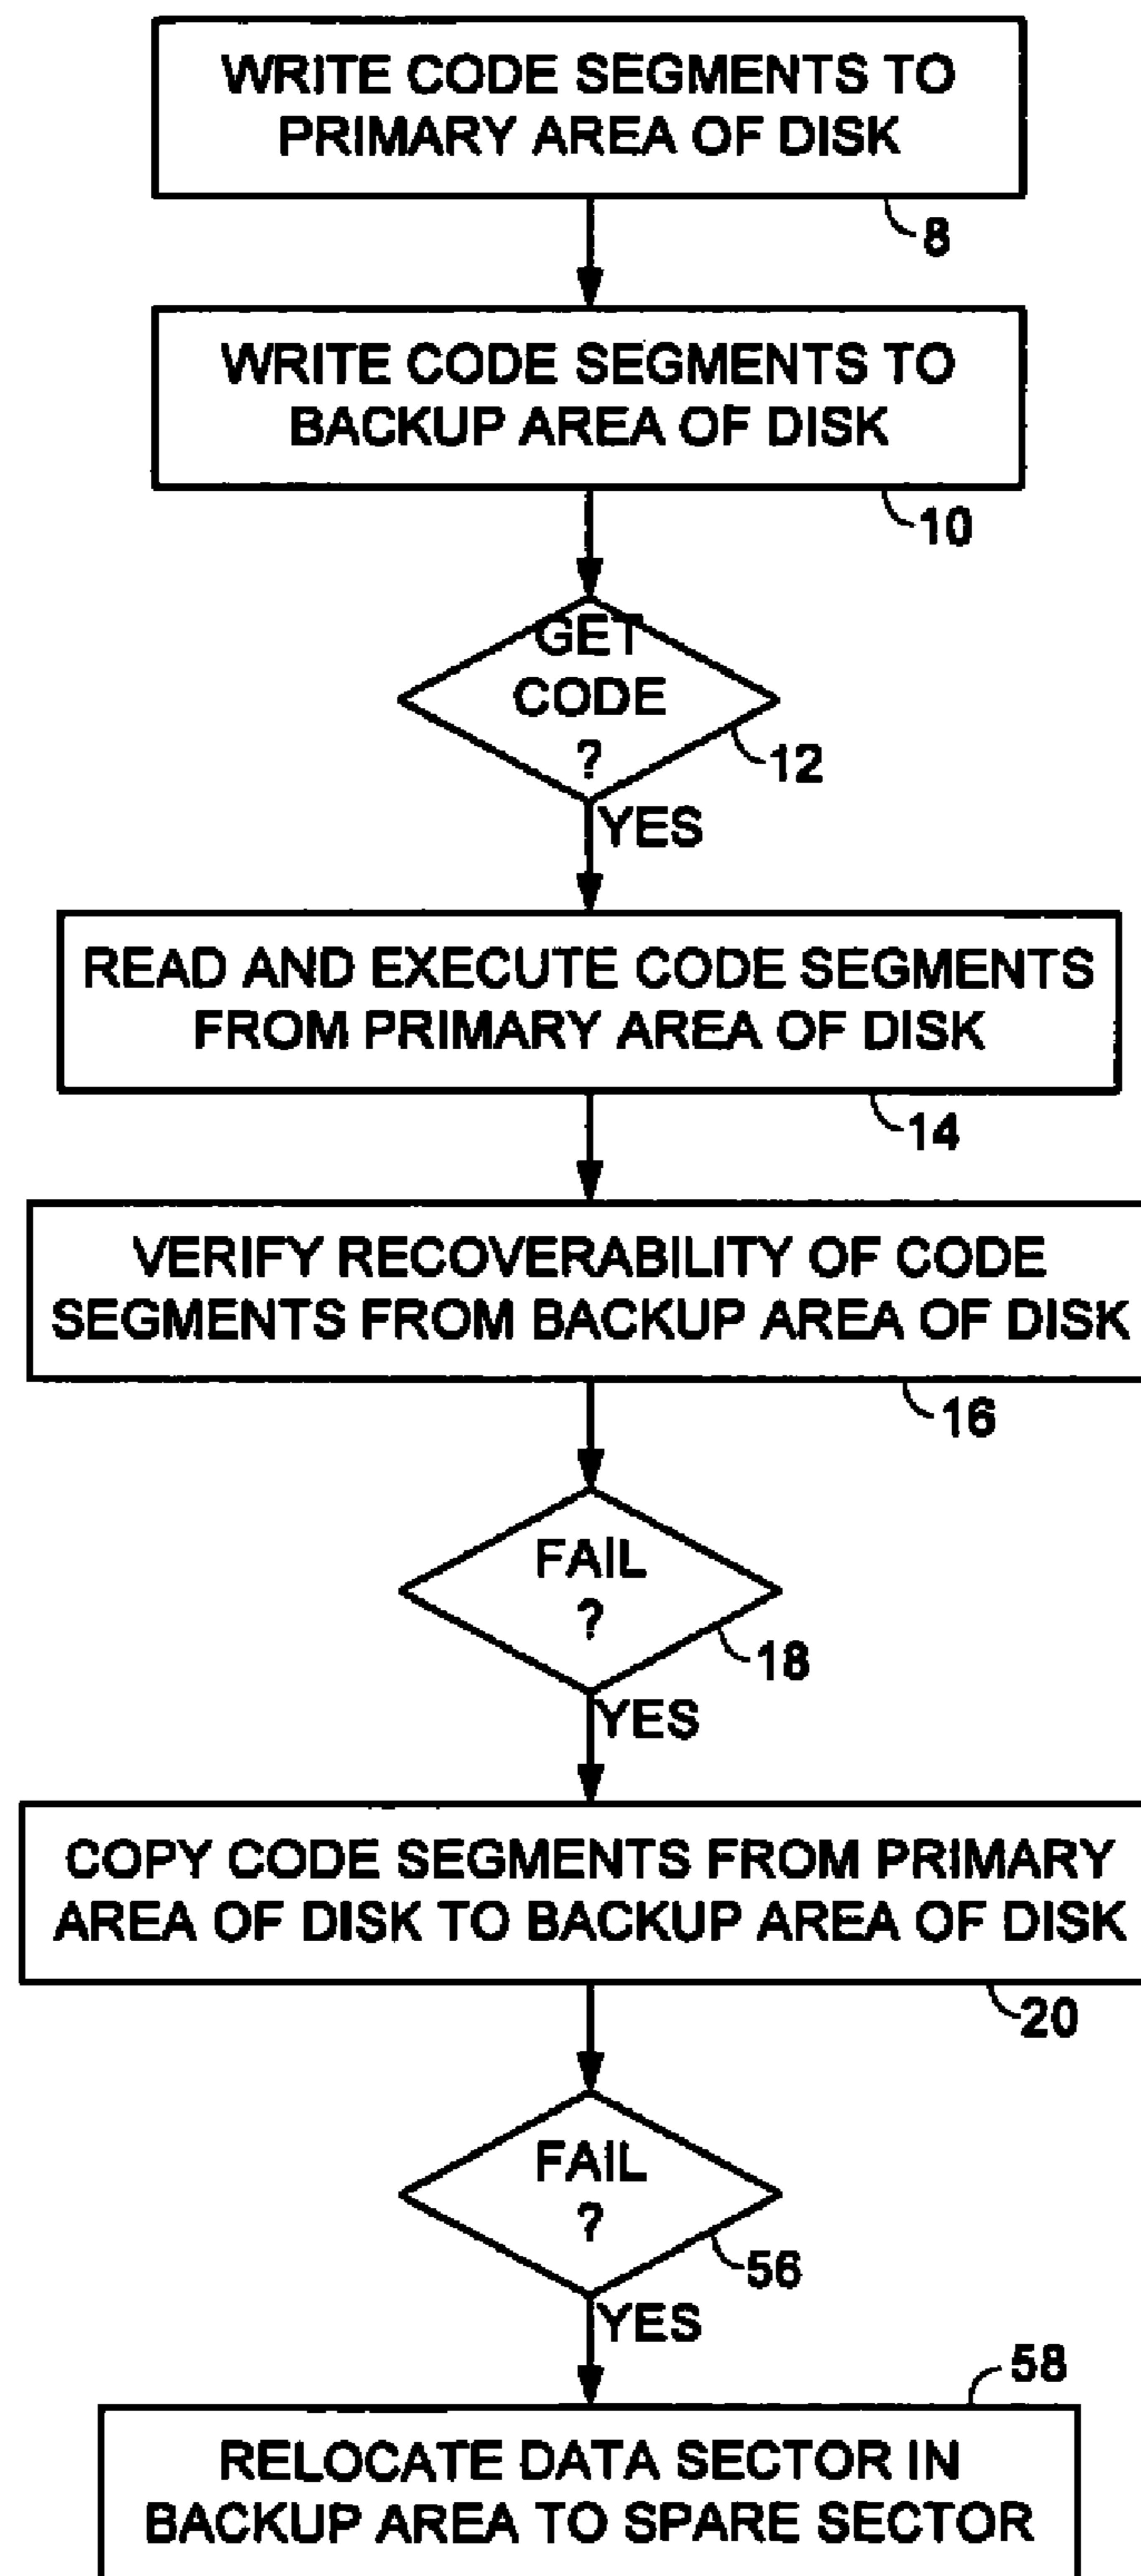 WRITE CODE SEGMENTS TO
PRIMARY AREA OF DISK
8
WRITE CODE SEGMENTS TO
BACKUP AREA OF DISK
10
GET
CODE
?
12
YES
READ AND EXECUTE CODE SEGMENTS
FROM PRIMARY AREA OF DISK
14
VERIFY RECOVERABILITY OF CODE
SEGMENTS FROM BACKUP AREA OF DISK
16
FAIL
?
18
YES
COPY CODE SEGMENTS FROM PRIMARY
AREA OF DISK TO BACKUP AREA OF DISK
20
FAIL
?
56
YES
58
RELOCATE DATA SECTOR IN
BACKUP AREA TO SPARE SECTOR